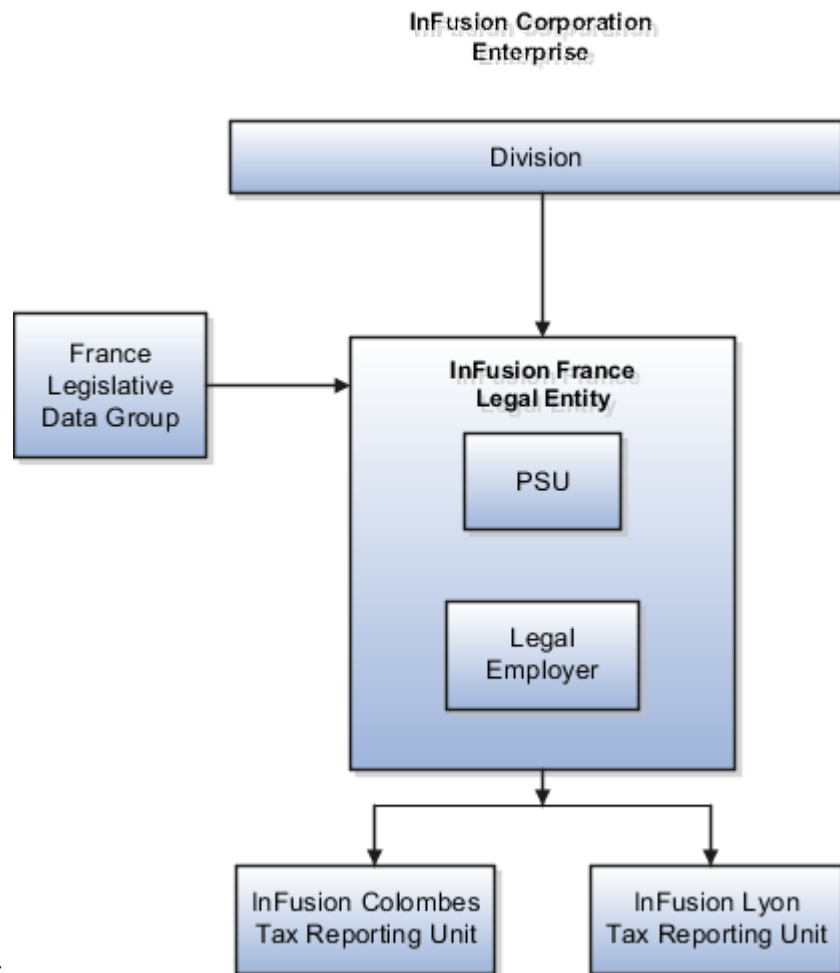 InFusion Corporation
Enterprise
Division
France
Legislative
Data Group
InFusion France
Legal Entity
PSU
Legal
Employer
InFusion Colombes
Tax Reporting Unit
InFusion Lyon
Tax Reporting Unit